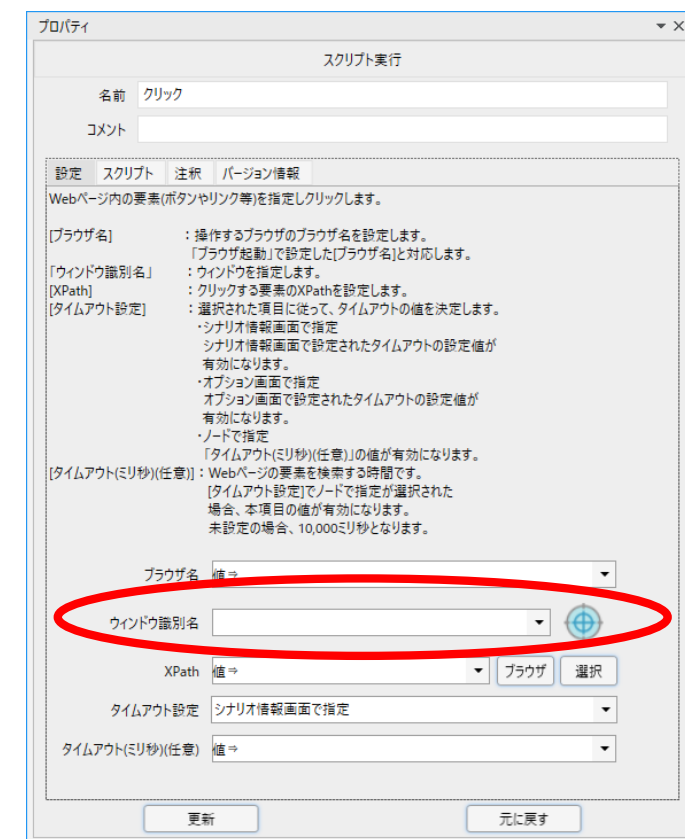 プロパティ
スクリプト実行
名前 クリック
コメント
設定 スクリプト 注釈 バージョン情報
Webページ内の要素(ボタンやリンク等)を指定しクリックします。
[ブラウザ名] ：操作するブラウザのブラウザ名を設定します。
「ブラウザ起動」で設定した[ブラウザ名]と対応します。
「ウィンドウ識別名」 ：ウィンドウを指定します。
[XPath] ：クリックする要素のXPathを設定します。
[タイムアウト設定] ：選択された項目に従って、タイムアウトの値を決定します。
・シナリオ情報画面で指定
シナリオ情報画面で設定されたタイムアウトの設定値が
有効になります。
・オプション画面で指定
オプション画面で設定されたタイムアウトの設定値が
有効になります。
・ノードで指定
「タイムアウト(ミリ秒)(任意)」の値が有効になります。
[タイムアウト(ミリ秒)(任意)]：Webページの要素を検索する時間です。
[タイムアウト設定]でノードで指定が選択された
場合、本項目の値が有効になります。
未設定の場合、10,000ミリ秒となります。
ブラウザ名 値⇒
ウィンドウ識別名
XPath 値⇒ ブラウザ 選択
タイムアウト設定 シナリオ情報画面で指定
タイムアウト(ミリ秒)(任意) 値⇒
更新 元に戻す